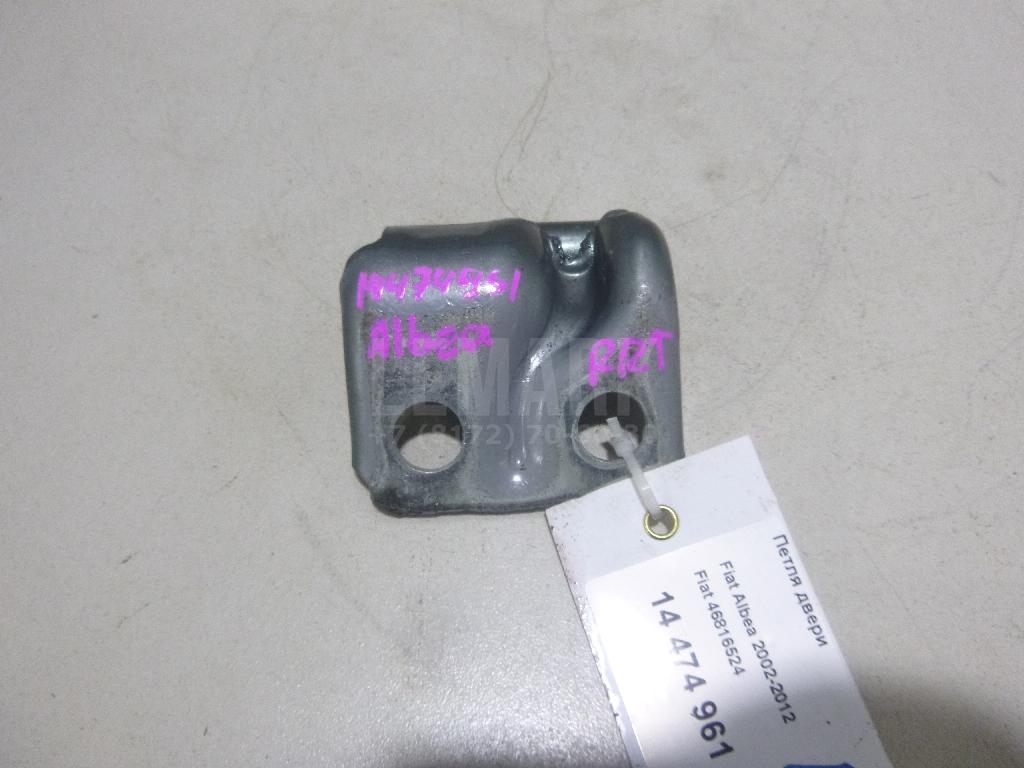 14474961
Albea
RRT
Петля двери
Fiat Albea 2002-2012
Fiat 46816524
14 474 961